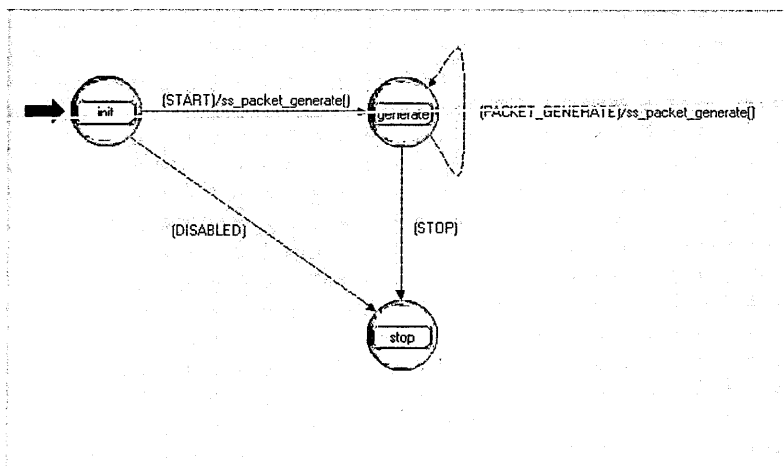 (START)/ss_packet_generate()
init
generate
(PACKET_GENERATE)/ss_packet_generate()
(DISABLED)
(STOP)
stop